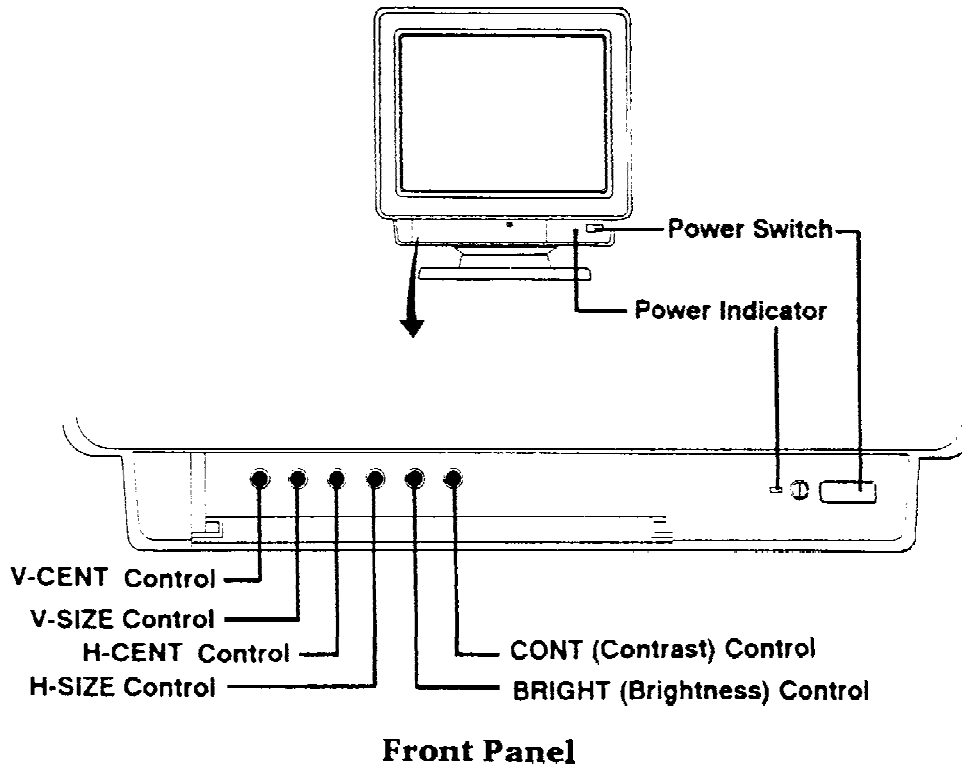 Power Switch
Power Indicator
V-CENT Control
V-SIZE Control
H-CENT Control
H-SIZE Control
CONT (Contrast) Control
BRIGHT (Brightness) Control
Front Panel